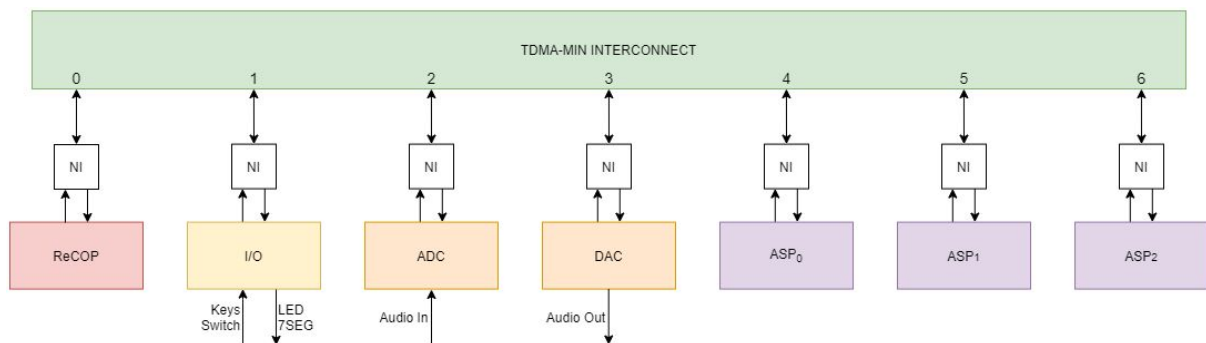 TDMA-MIN INTERCONNECT
0 1 2 3 4 5 6
NI NI NI NI NI NI NI
ReCOP I/O ADC DAC ASP0 ASP1 ASP2
Keys
Switch
LED
7SEG
Audio In
Audio Out